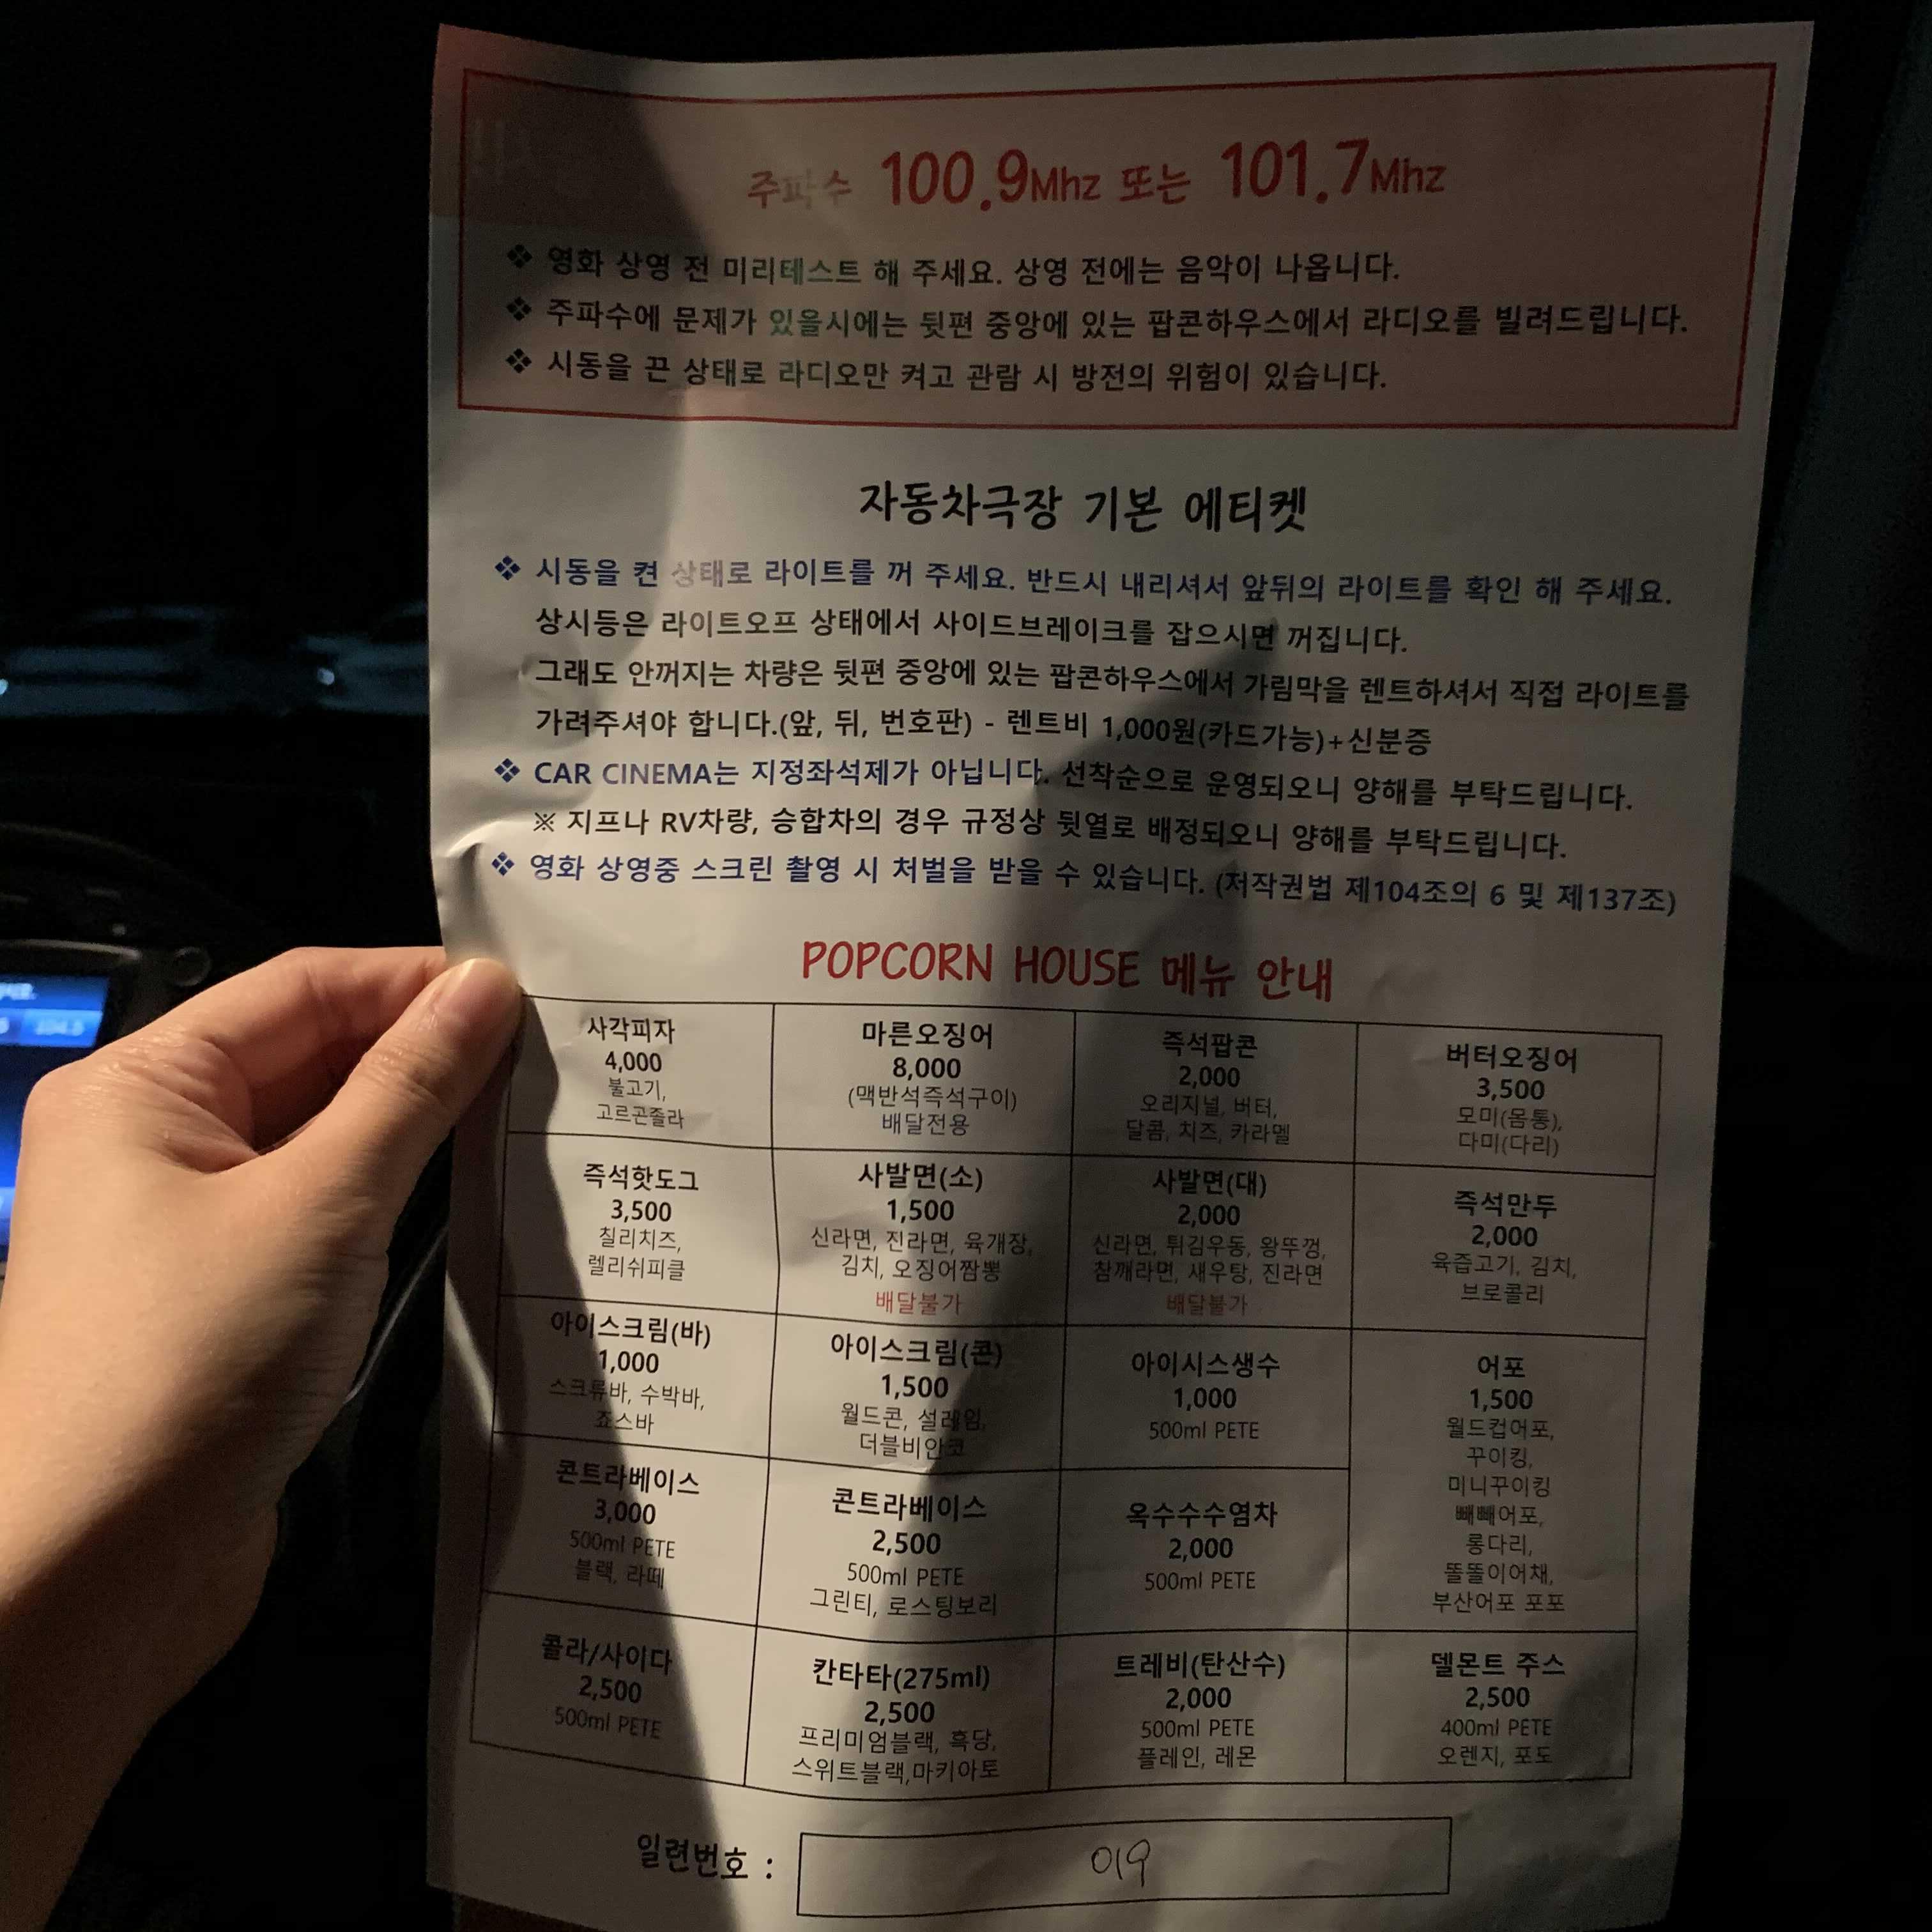 주파수 100.9Mhz 또는 101.7Mhz
❖ 영화 상영 전 미리테스트 해 주세요. 상영 전에는 음악이 나옵니다.
❖ 주파수에 문제가 있을시에는 뒷편 중앙에 있는 팝콘하우스에서 라디오를 빌려드립니다.
❖ 시동을 끈 상태로 라디오만 켜고 관람 시 방전의 위험이 있습니다.
자동차극장 기본 에티켓
❖ 시동을 켠 상태로 라이트를 꺼 주세요. 반드시 내리셔서 앞뒤의 라이트를 확인 해 주세요.
상시등은 라이트오프 상태에서 사이드브레이크를 잡으시면 꺼집니다.
그래도 안꺼지는 차량은 뒷편 중앙에 있는 팝콘하우스에서 가림막을 렌트하셔서 직접 라이트를
가려주셔야 합니다.(앞, 뒤, 번호판) - 렌트비 1,000원(카드가능)+신분증
❖ CAR CINEMA는 지정좌석제가 아닙니다. 선착순으로 운영되오니 양해를 부탁드립니다.
※ 지프나 RV차량, 승합차의 경우 규정상 뒷열로 배정되오니 양해를 부탁드립니다.
❖ 영화 상영중 스크린 촬영 시 처벌을 받을 수 있습니다. (저작권법 제104조의 6 및 제137조)
POPCORN HOUSE 메뉴 안내
사각피자
4,000
불고기,
고르곤졸라
마른오징어
8,000
(맥반석즉석구이)
배달전용
즉석팝콘
2,000
오리지널, 버터,
달콤, 치즈, 카라멜
버터오징어
3,500
모미(몸통),
다미(다리)
즉석핫도그
3,500
칠리치즈,
렐리쉬피클
사발면(소)
1,500
신라면, 진라면, 육개장,
김치, 오징어짬뽕
배달불가
사발면(대)
2,000
신라면, 튀김우동, 왕뚜껑,
참깨라면, 새우탕, 진라면
배달불가
즉석만두
2,000
육즙고기, 김치,
브로콜리
아이스크림(바)
1,000
스크류바, 수박바,
죠스바
아이스크림(콘)
1,500
월드콘, 설레임,
더블비안코
아이시스생수
1,000
500ml PETE
어포
1,500
월드컵어포,
꾸이킹,
미니꾸이킹
빼빼어포,
롱다리,
똘똘이어채,
부산어포 포포
콘트라베이스
3,000
500ml PETE
블랙, 라떼
콘트라베이스
2,500
500ml PETE
그린티, 로스팅보리
옥수수수염차
2,000
500ml PETE
콜라/사이다
2,500
500ml PETE
칸타타(275ml)
2,500
프리미엄블랙, 흑당,
스위트블랙,마키아토
트레비(탄산수)
2,000
500ml PETE
플레인, 레몬
델몬트 주스
2,500
400ml PETE
오렌지, 포도
일련번호 :
019